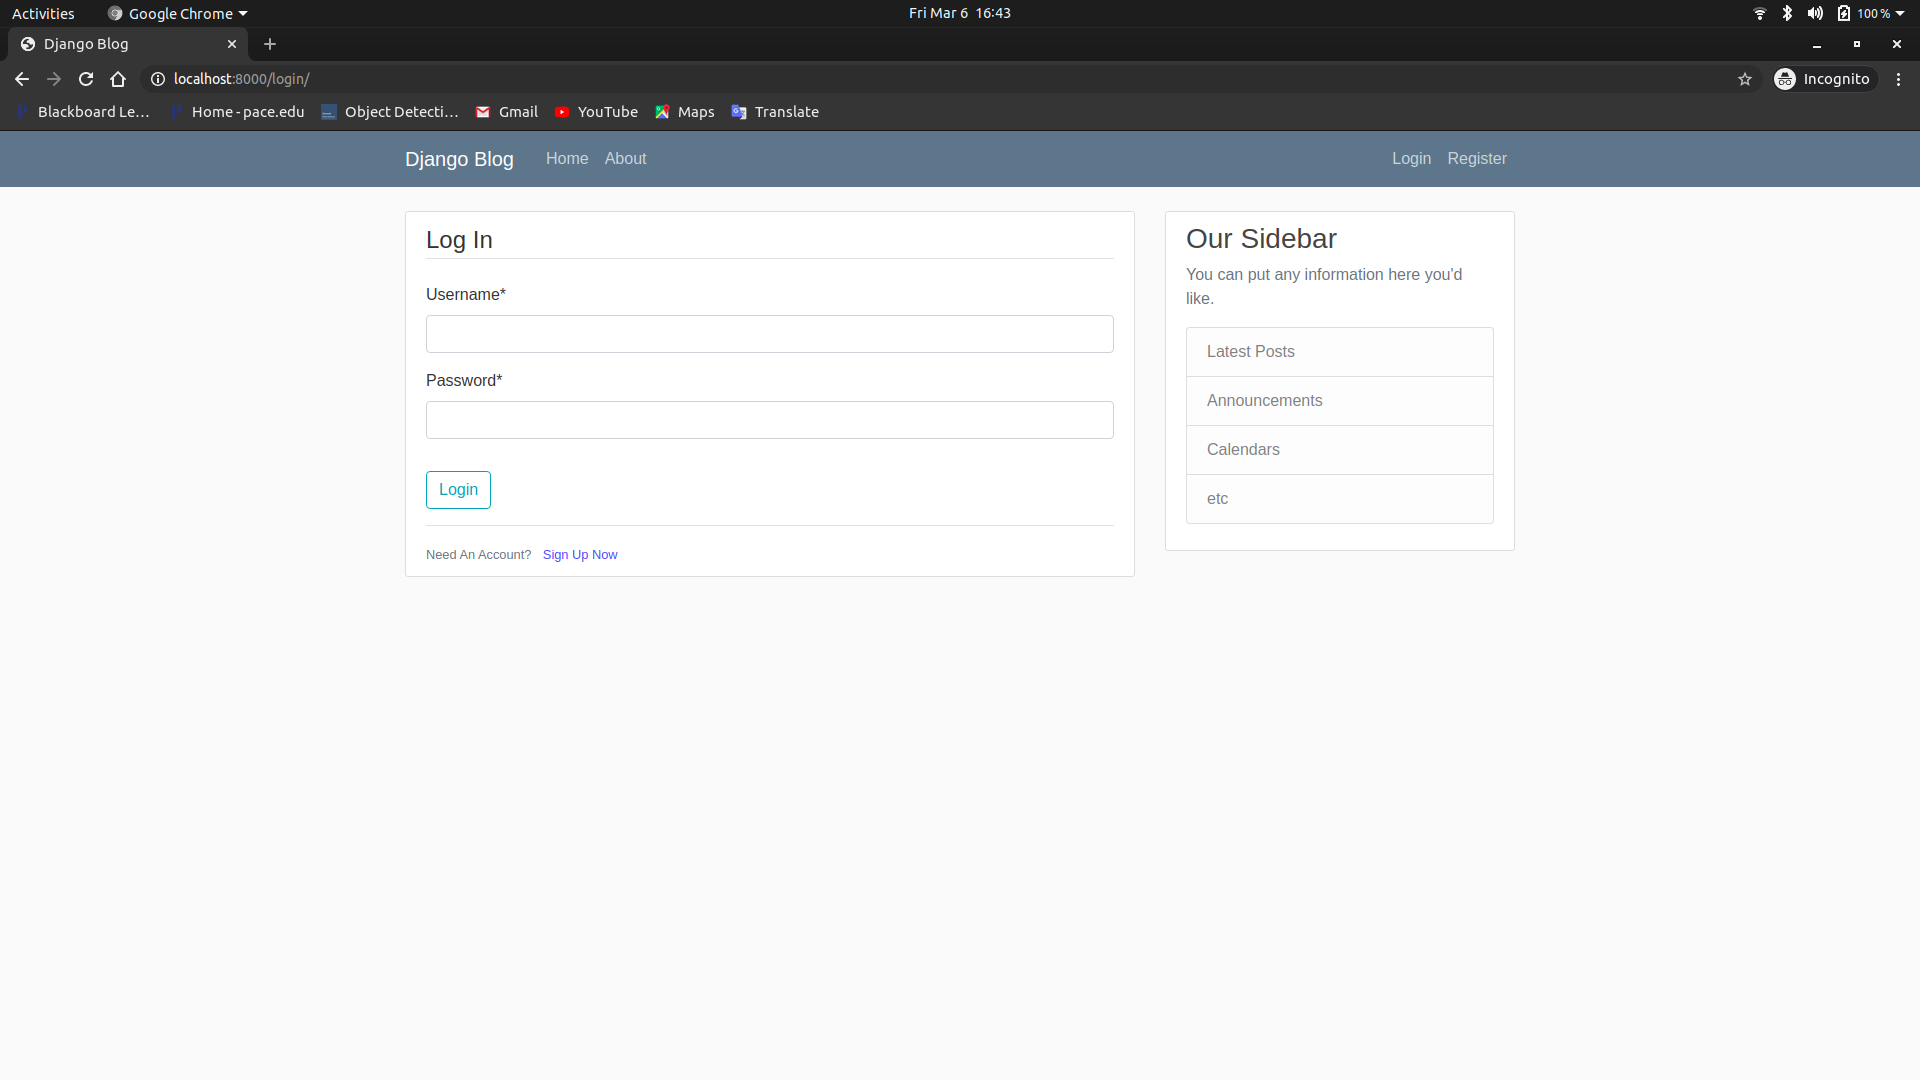 Activities Google Chrome Fri Mar 6 16:43 100 %
Django Blog
localhost:8000/login/ Incognito
Blackboard Le... Home - pace.edu Object Detecti... Gmail YouTube Maps Translate
Django Blog Home About Login Register
Log In
Username*
Password*
Login
Need An Account? Sign Up Now
Our Sidebar
You can put any information here you'd
like.
Latest Posts
Announcements
Calendars
etc